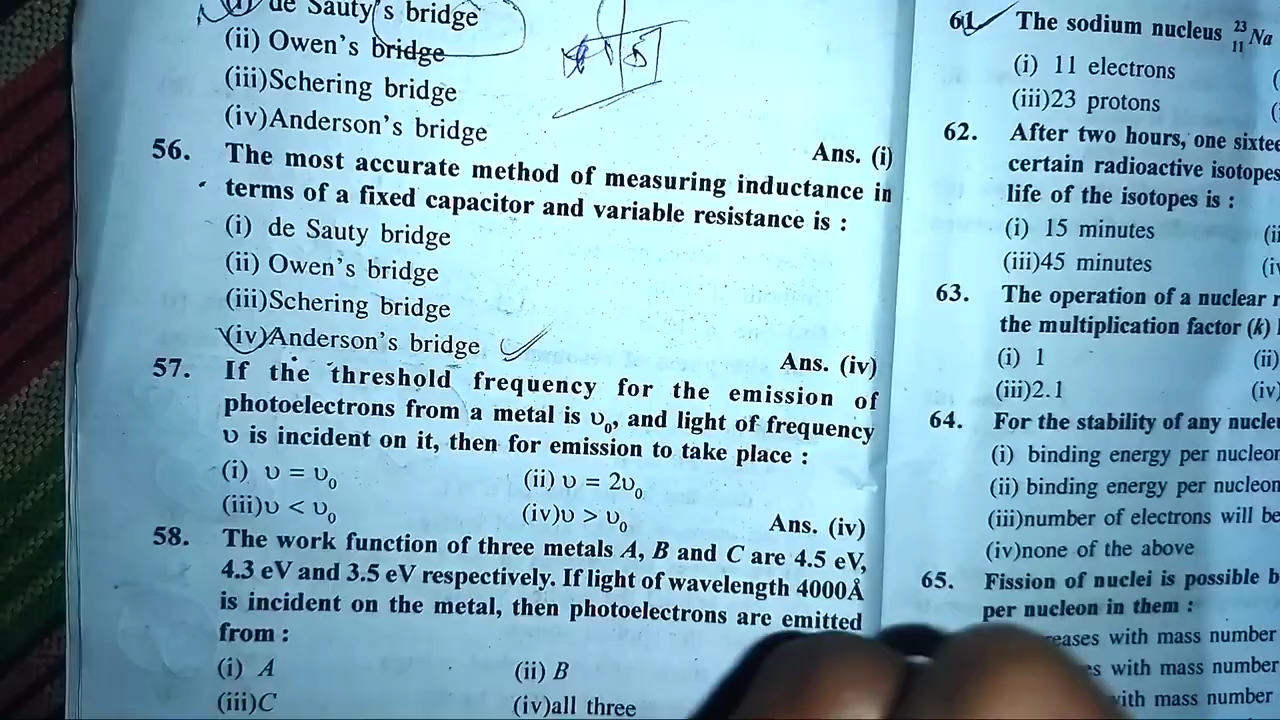 (i) de Sauty's bridge
(ii) Owen's bridge
(iii)Schering bridge
(iv)Anderson's bridge
Ans. (i)
56. The most accurate method of measuring inductance in
terms of a fixed capacitor and variable resistance is :
(i) de Sauty bridge
(ii) Owen's bridge
(iii)Schering bridge
(iv)Anderson's bridge
Ans. (iv)
57. If the threshold frequency for the emission of
photoelectrons from a metal is υ₀, and light of frequency
υ is incident on it, then for emission to take place :
(i) υ = υ₀ (ii) υ = 2υ₀
(iii)υ < υ₀ (iv)υ > υ₀
Ans. (iv)
58. The work function of three metals A, B and C are 4.5 eV,
4.3 eV and 3.5 eV respectively. If light of wavelength 4000Å
is incident on the metal, then photoelectrons are emitted
from :
(i) A (ii) B
(iii)C (iv)all three
61. The sodium nucleus ²³₁₁Na
(i) 11 electrons
(iii)23 protons
62. After two hours, one
certain radioactive isotopes
life of the isotopes is :
(i) 15 minutes
(iii)45 minutes
63. The operation of a nuclear
the multiplication factor (k)
(i) 1 (ii)
(iii)2.1 (iv)
64. For the stability of any
(i) binding energy per nucleon
(ii) binding energy per nucleon
(iii)number of electrons will be
(iv)none of the above
65. Fission of nuclei is possible
per nucleon in them :
with mass number
with mass number
with mass number